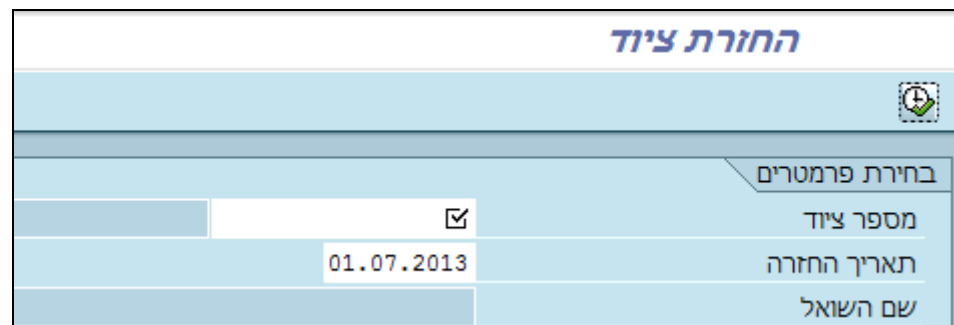 החזרת ציוד
בחירת פרמטרים
מספר ציוד
תאריך החזרה 01.07.2013
שם השואל